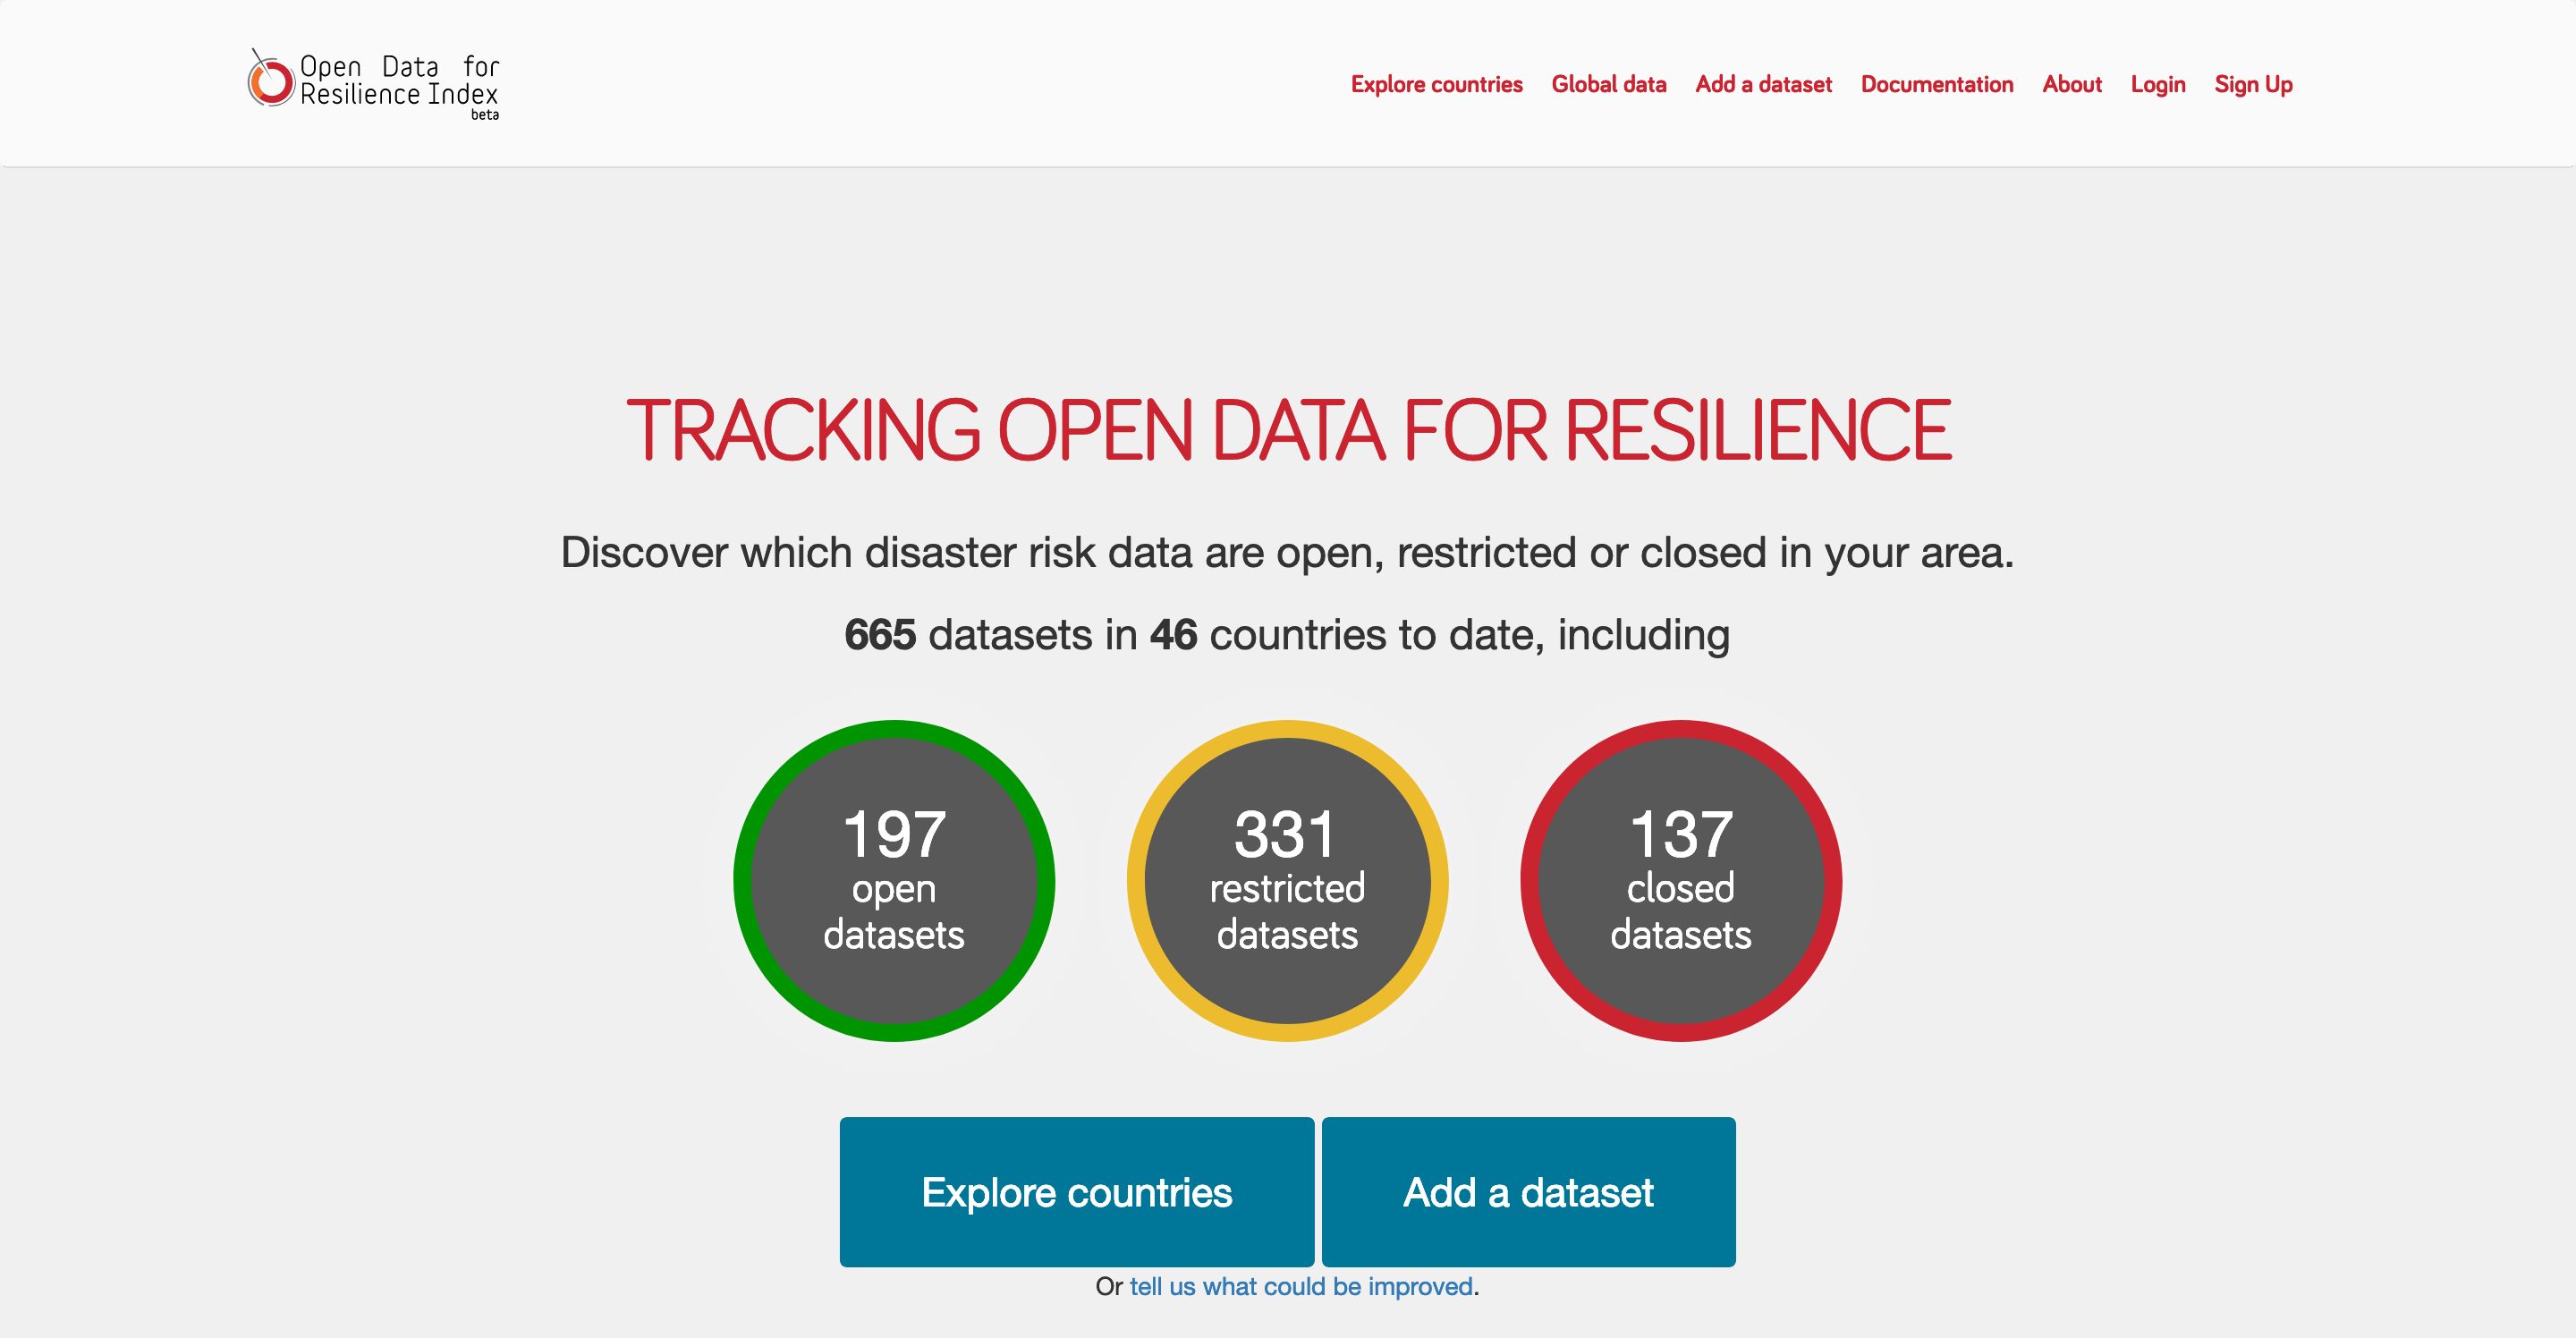 Open Data for
Resilience Index
beta
Explore countries Global data Add a dataset Documentation About Login Sign Up
TRACKING OPEN DATA FOR RESILIENCE
Discover which disaster risk data are open, restricted or closed in your area.
665 datasets in 46 countries to date, including
197
open
datasets
331
restricted
datasets
137
closed
datasets
Explore countries
Add a dataset
Or tell us what could be improved.